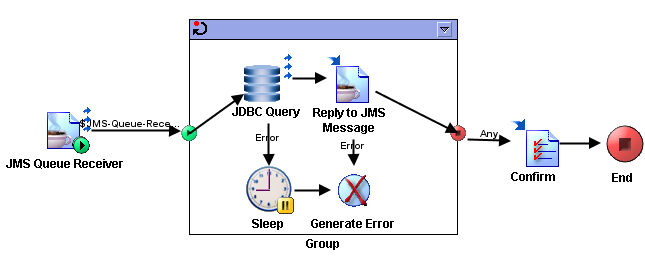 JDBC Query
Reply to JMS
Message
$JMS-Queue-Rece...
JMS Queue Receiver
Error
Error
Any
Confirm
End
Sleep
Generate Error
Group